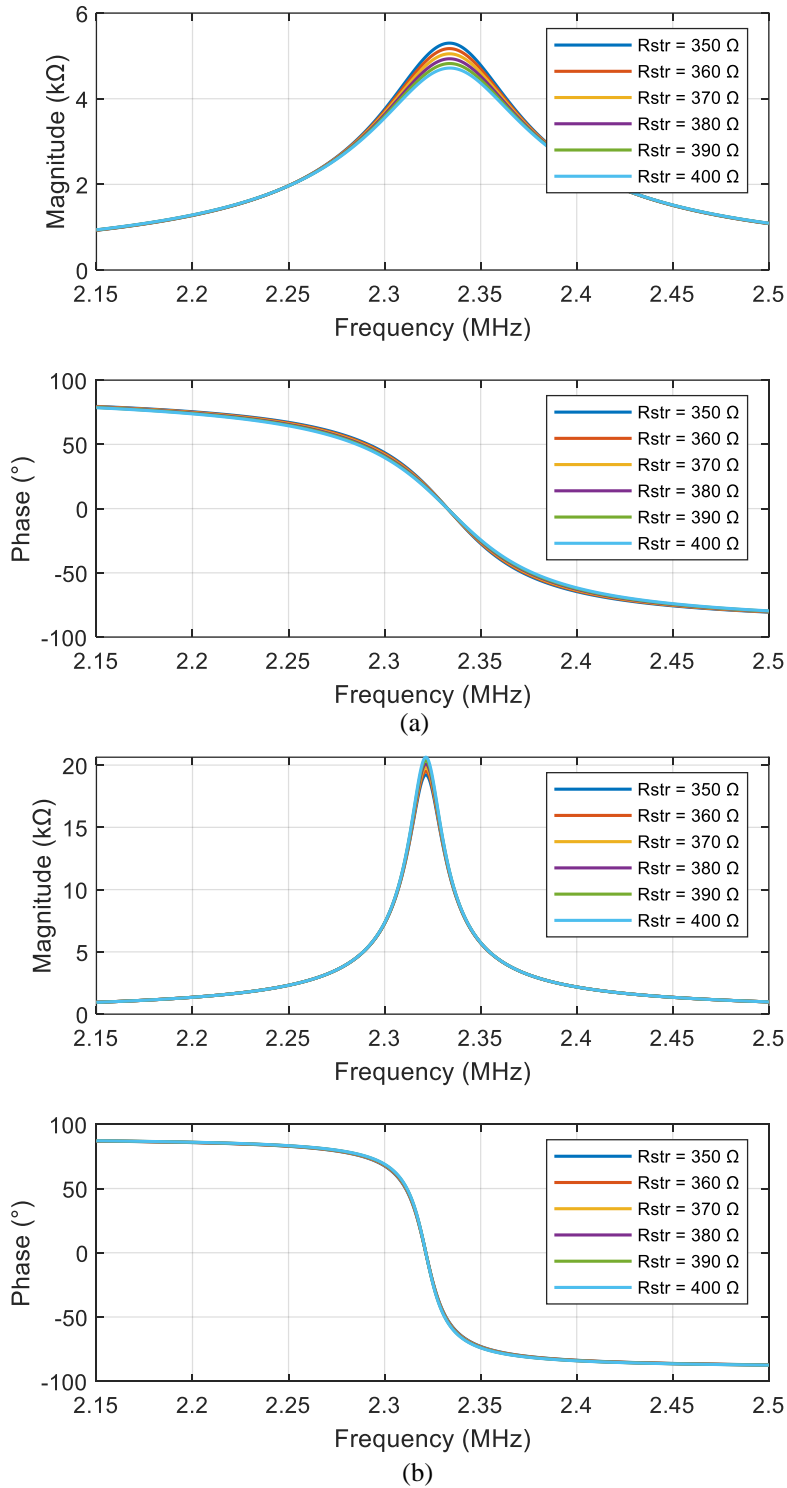 6
4
2
0
Magnitude (kΩ)
Rstr = 350 Ω
Rstr = 360 Ω
Rstr = 370 Ω
Rstr = 380 Ω
Rstr = 390 Ω
Rstr = 400 Ω
2.15 2.2 2.25 2.3 2.35 2.4 2.45 2.5
Frequency (MHz)
100
50
0
-50
-100
Phase (°)
Rstr = 350 Ω
Rstr = 360 Ω
Rstr = 370 Ω
Rstr = 380 Ω
Rstr = 390 Ω
Rstr = 400 Ω
2.15 2.2 2.25 2.3 2.35 2.4 2.45 2.5
Frequency (MHz)
(a)
20
15
10
5
0
Magnitude (kΩ)
Rstr = 350 Ω
Rstr = 360 Ω
Rstr = 370 Ω
Rstr = 380 Ω
Rstr = 390 Ω
Rstr = 400 Ω
2.15 2.2 2.25 2.3 2.35 2.4 2.45 2.5
Frequency (MHz)
100
50
0
-50
-100
Phase (°)
Rstr = 350 Ω
Rstr = 360 Ω
Rstr = 370 Ω
Rstr = 380 Ω
Rstr = 390 Ω
Rstr = 400 Ω
2.15 2.2 2.25 2.3 2.35 2.4 2.45 2.5
Frequency (MHz)
(b)